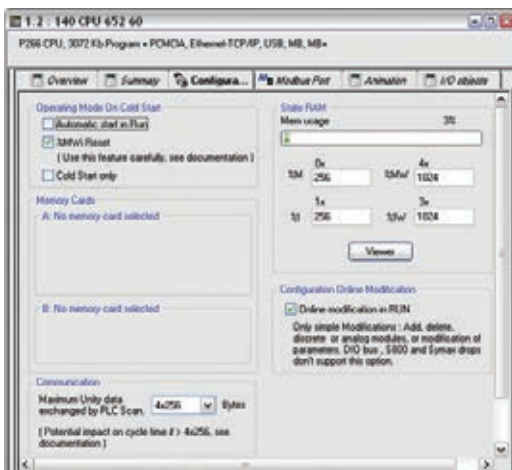 1.2 : 140 CPU 652 60
P266 CPU, 3072 Kb Program + PCMCIA, Ethernet-TCP/IP, USB, MB, MB+
Overview Summary Configura... Modbus Port Animation I/O objects
Operating Mode On Cold Start
Automatic start in Run
%MWi Reset
( Use this feature carefully, see documentation )
Cold Start only
Memory Cards
A: No memory card selected
B: No memory card selected
Communication
Maximum Unity data
exchanged by PLC Scan, 4x256 Bytes
( Potential impact on cycle time if > 4x256, see
documentation )
State RAM
Mem usage 3%
0x 4x
%M 256 %MW 1024
1x 3x
%I 256 %IW 1024
Viewer
Configuration Online Modification
Online modification in RUN
Only simple Modifications : Add, delete,
discrete or analog modules, or modification of
parameters, DIO bus , S800 and Symax drops
don't support this option.